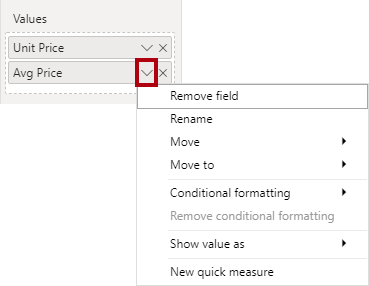 Values
Unit Price
Avg Price
Remove field
Rename
Move
Move to
Conditional formatting
Remove conditional formatting
Show value as
New quick measure